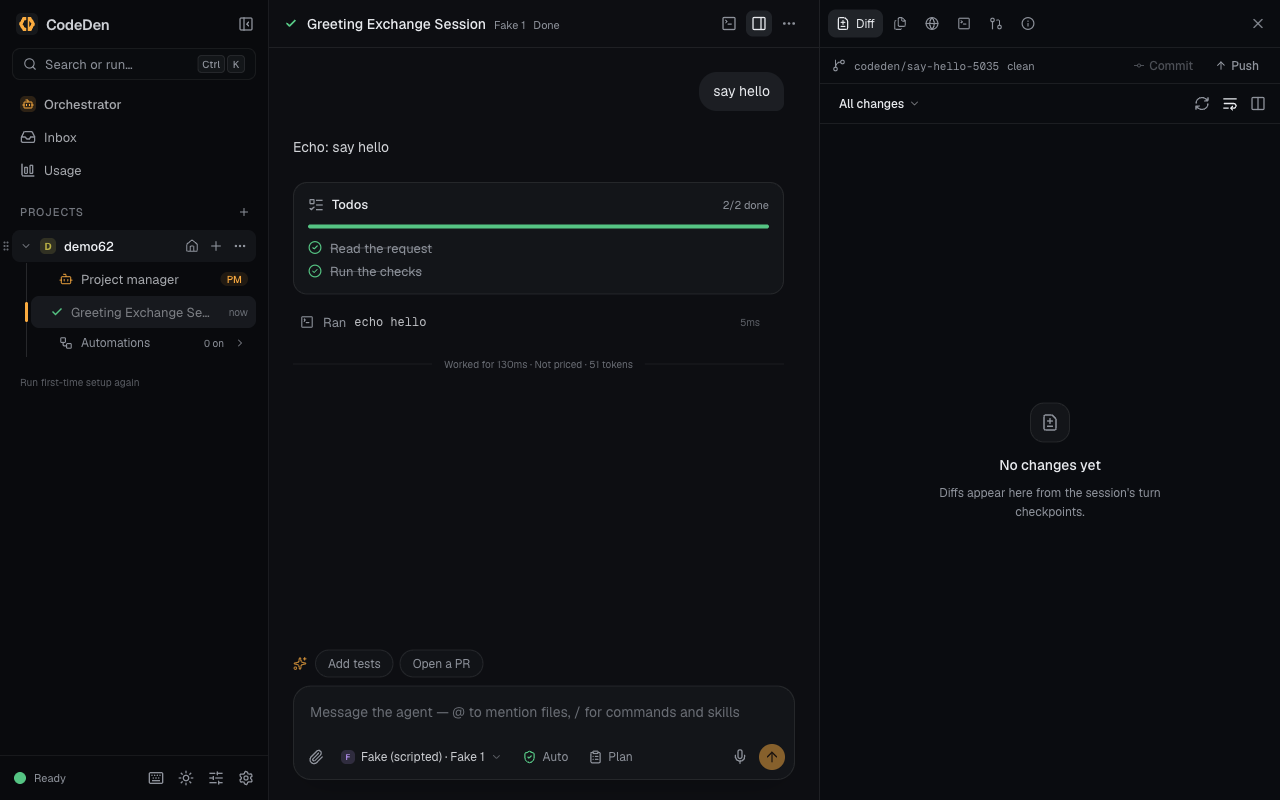 CodeDen
Search or run…
Ctrl K
Orchestrator
Inbox
Usage
PROJECTS
D demo62
Project manager PM
Greeting Exchange Se… now
Automations 0 on
Run first-time setup again
Ready
Greeting Exchange Session Fake 1 Done
say hello
Echo: say hello
Todos 2/2 done
Read the request
Run the checks
Ran echo hello 5ms
Worked for 130ms · Not priced · 51 tokens
Add tests
Open a PR
Message the agent — @ to mention files, / for commands and skills
F Fake (scripted) · Fake 1
Auto
Plan
Diff
codeden/say-hello-5035 clean
Commit
Push
All changes
No changes yet
Diffs appear here from the session's turn
checkpoints.